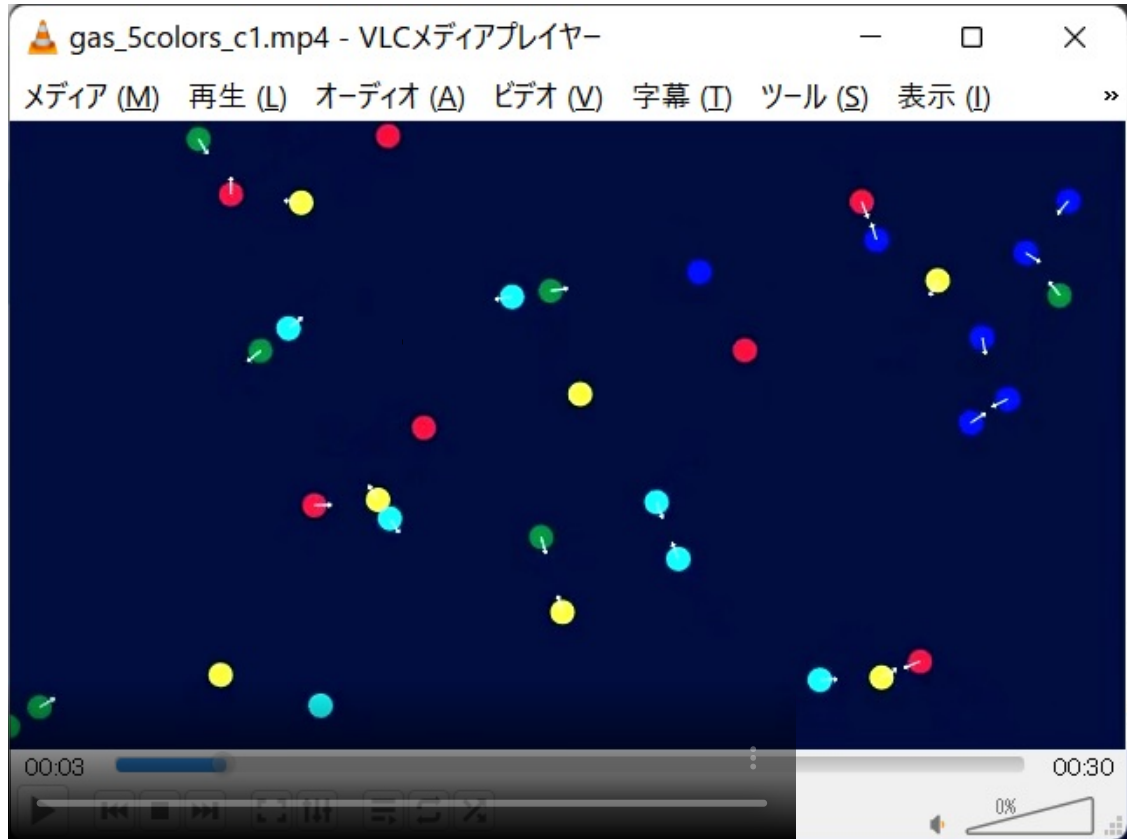 gas_5colors_c1.mp4 - VLCメディアプレイヤー
メディア (M) 再生 (L) オーディオ (A) ビデオ (V) 字幕 (T) ツール (S) 表示 (I) »
00:03 00:30
0%